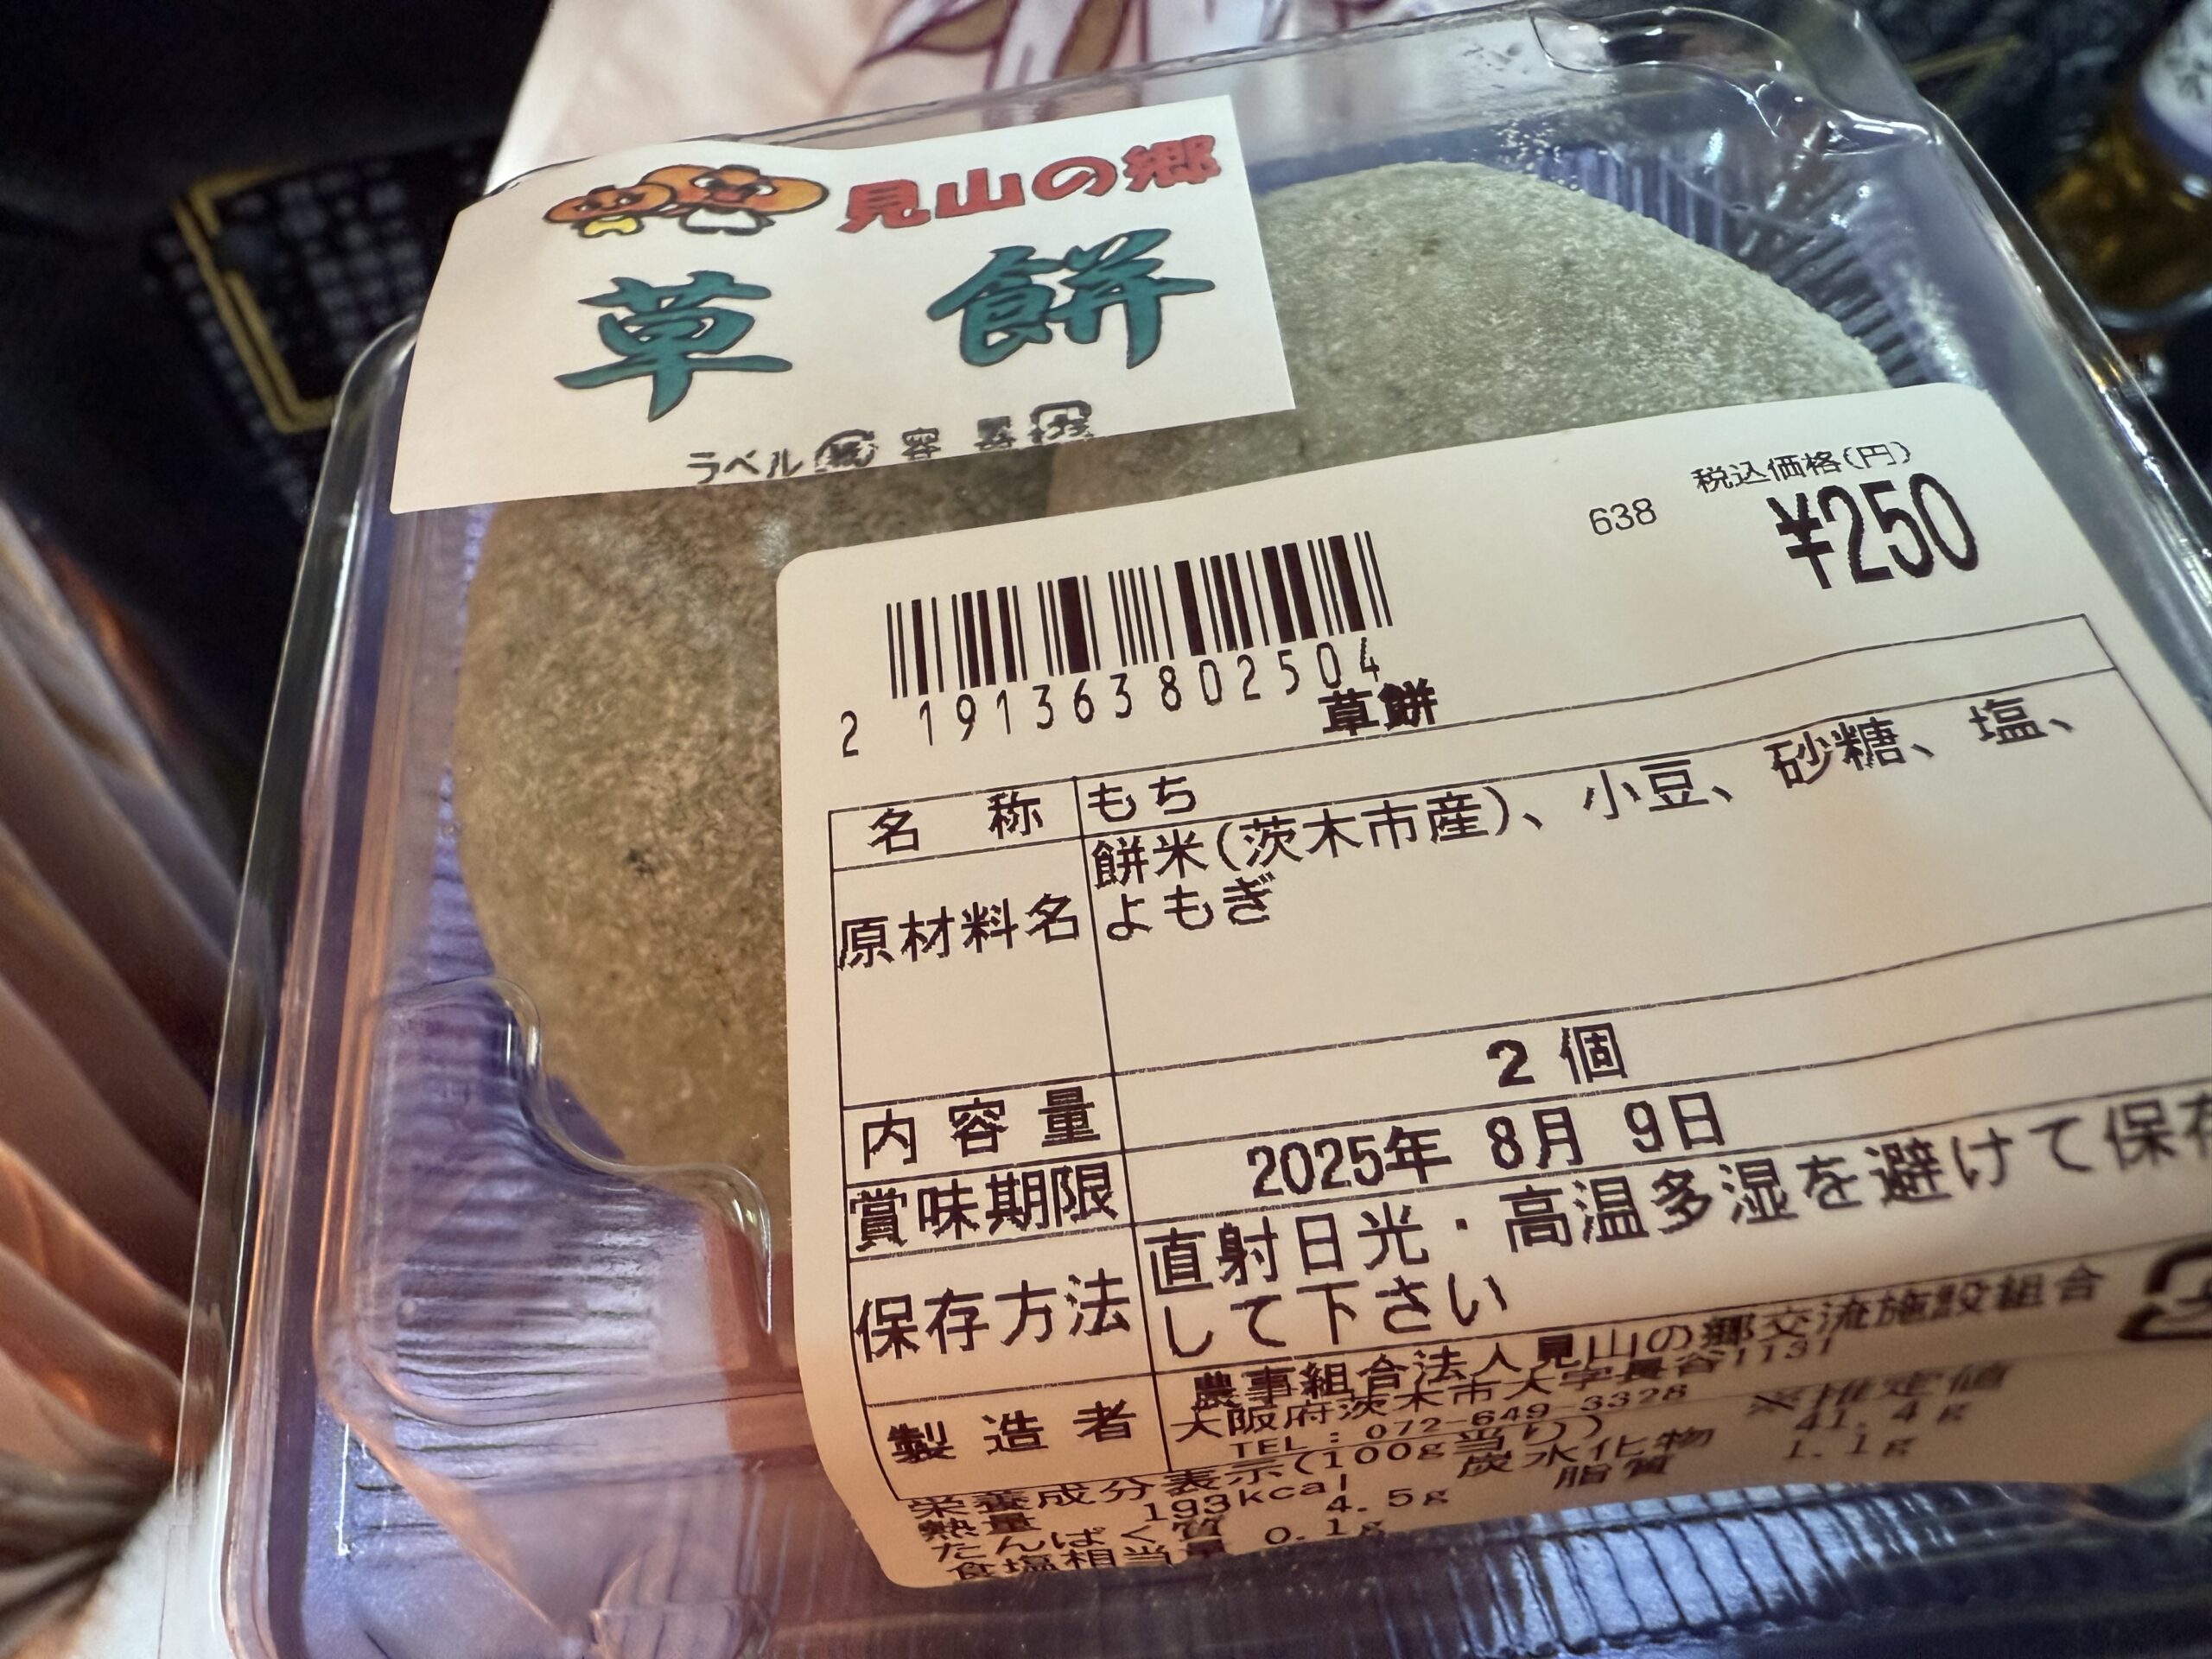 見山の郷
草餅
ラベル 容器
638
税込価格(円)
¥250
2 191363802504
草餅
名 称 もち
原材料名 餅米(茨木市産)、小豆、砂糖、塩、
よもぎ
内容量 2個
賞味期限 2025年 8月 9日
保存方法 直射日光・高温多湿を避けて保存
して下さい
製造者 農事組合法人見山の郷交流施設組合
大阪府茨木市大字長谷1131
TEL:072-649-3328
栄養成分表示(100g当り) ※推定値
熱量 193kcal 炭水化物 41.4g
たんぱく質 4.5g 脂質 1.1g
食塩相当量 0.1g